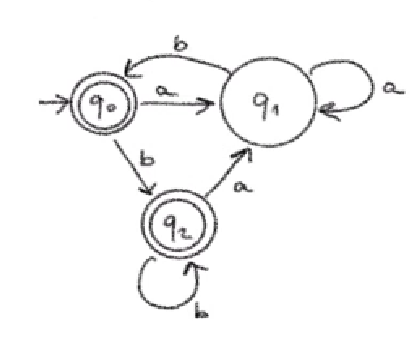 b
q₀ a q₁ a
b a
q₂
b